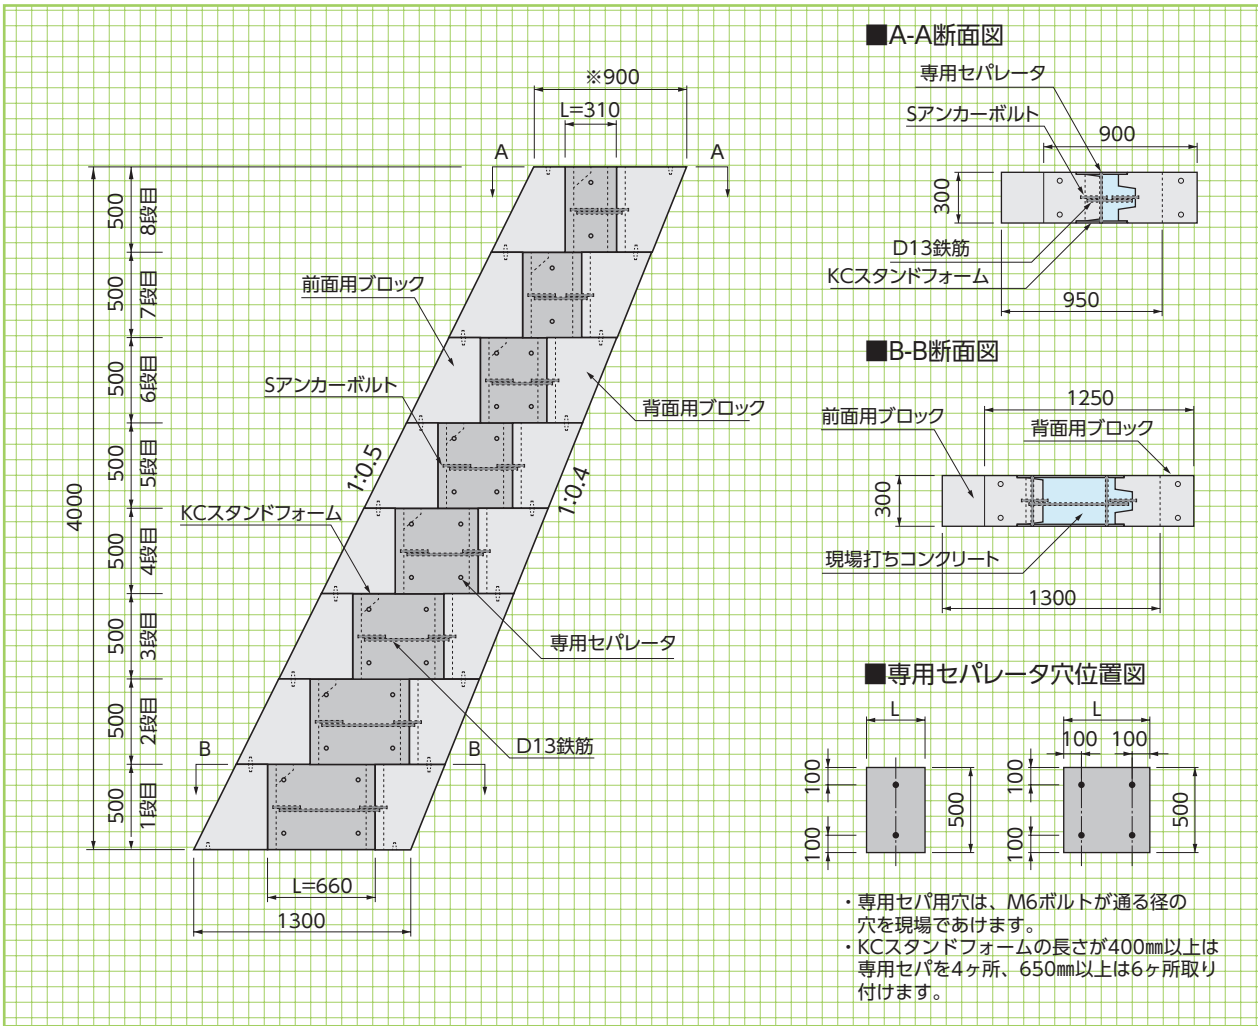 ※900
L=310
A
A
500
8段目
500
7段目
前面用ブロック
500
6段目
Sアンカーボルト
背面用ブロック
500
5段目
1:0.5
1:0.4
4000
KCスタンドフォーム
500
4段目
500
3段目
専用セパレータ
500
2段目
D13鉄筋
B
B
500
1段目
L=660
1300
■A-A断面図
専用セパレータ
Sアンカーボルト
900
300
D13鉄筋
KCスタンドフォーム
950
■B-B断面図
1250
前面用ブロック
背面用ブロック
300
現場打ちコンクリート
1300
■専用セパレータ穴位置図
L
100
100
500
L
100
100
100
100
500
・専用セパ用穴は、M6ボルトが通る径の
穴を現場であけます。
・KCスタンドフォームの長さが400㎜以上は
専用セパを4ヶ所、650㎜以上は6ヶ所取り
付けます。